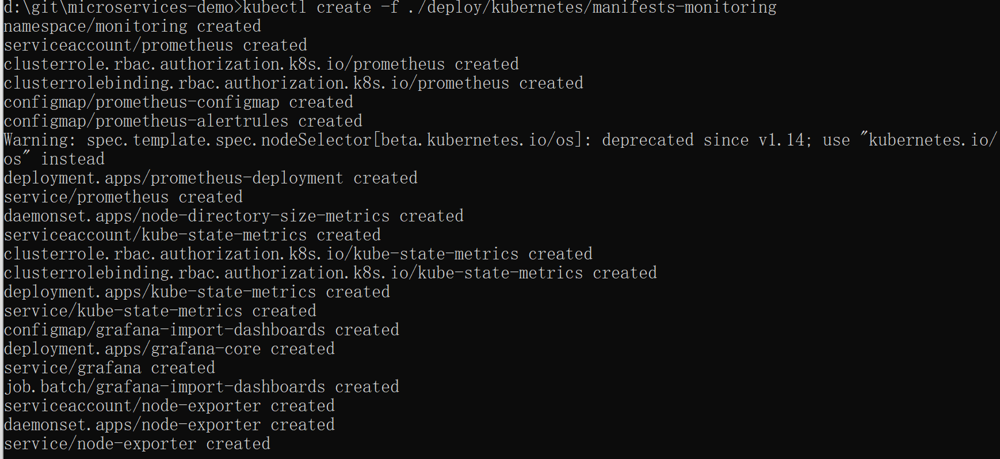 d:\git\microservices-demo>kubectl create -f ./deploy/kubernetes/manifests-monitoring
namespace/monitoring created
serviceaccount/prometheus created
clusterrole.rbac.authorization.k8s.io/prometheus created
clusterrolebinding.rbac.authorization.k8s.io/prometheus created
configmap/prometheus-configmap created
configmap/prometheus-alertrules created
Warning: spec.template.spec.nodeSelector[beta.kubernetes.io/os]: deprecated since v1.14; use "kubernetes.io/
os" instead
deployment.apps/prometheus-deployment created
service/prometheus created
daemonset.apps/node-directory-size-metrics created
serviceaccount/kube-state-metrics created
clusterrole.rbac.authorization.k8s.io/kube-state-metrics created
clusterrolebinding.rbac.authorization.k8s.io/kube-state-metrics created
deployment.apps/kube-state-metrics created
service/kube-state-metrics created
configmap/grafana-import-dashboards created
deployment.apps/grafana-core created
service/grafana created
job.batch/grafana-import-dashboards created
serviceaccount/node-exporter created
daemonset.apps/node-exporter created
service/node-exporter created